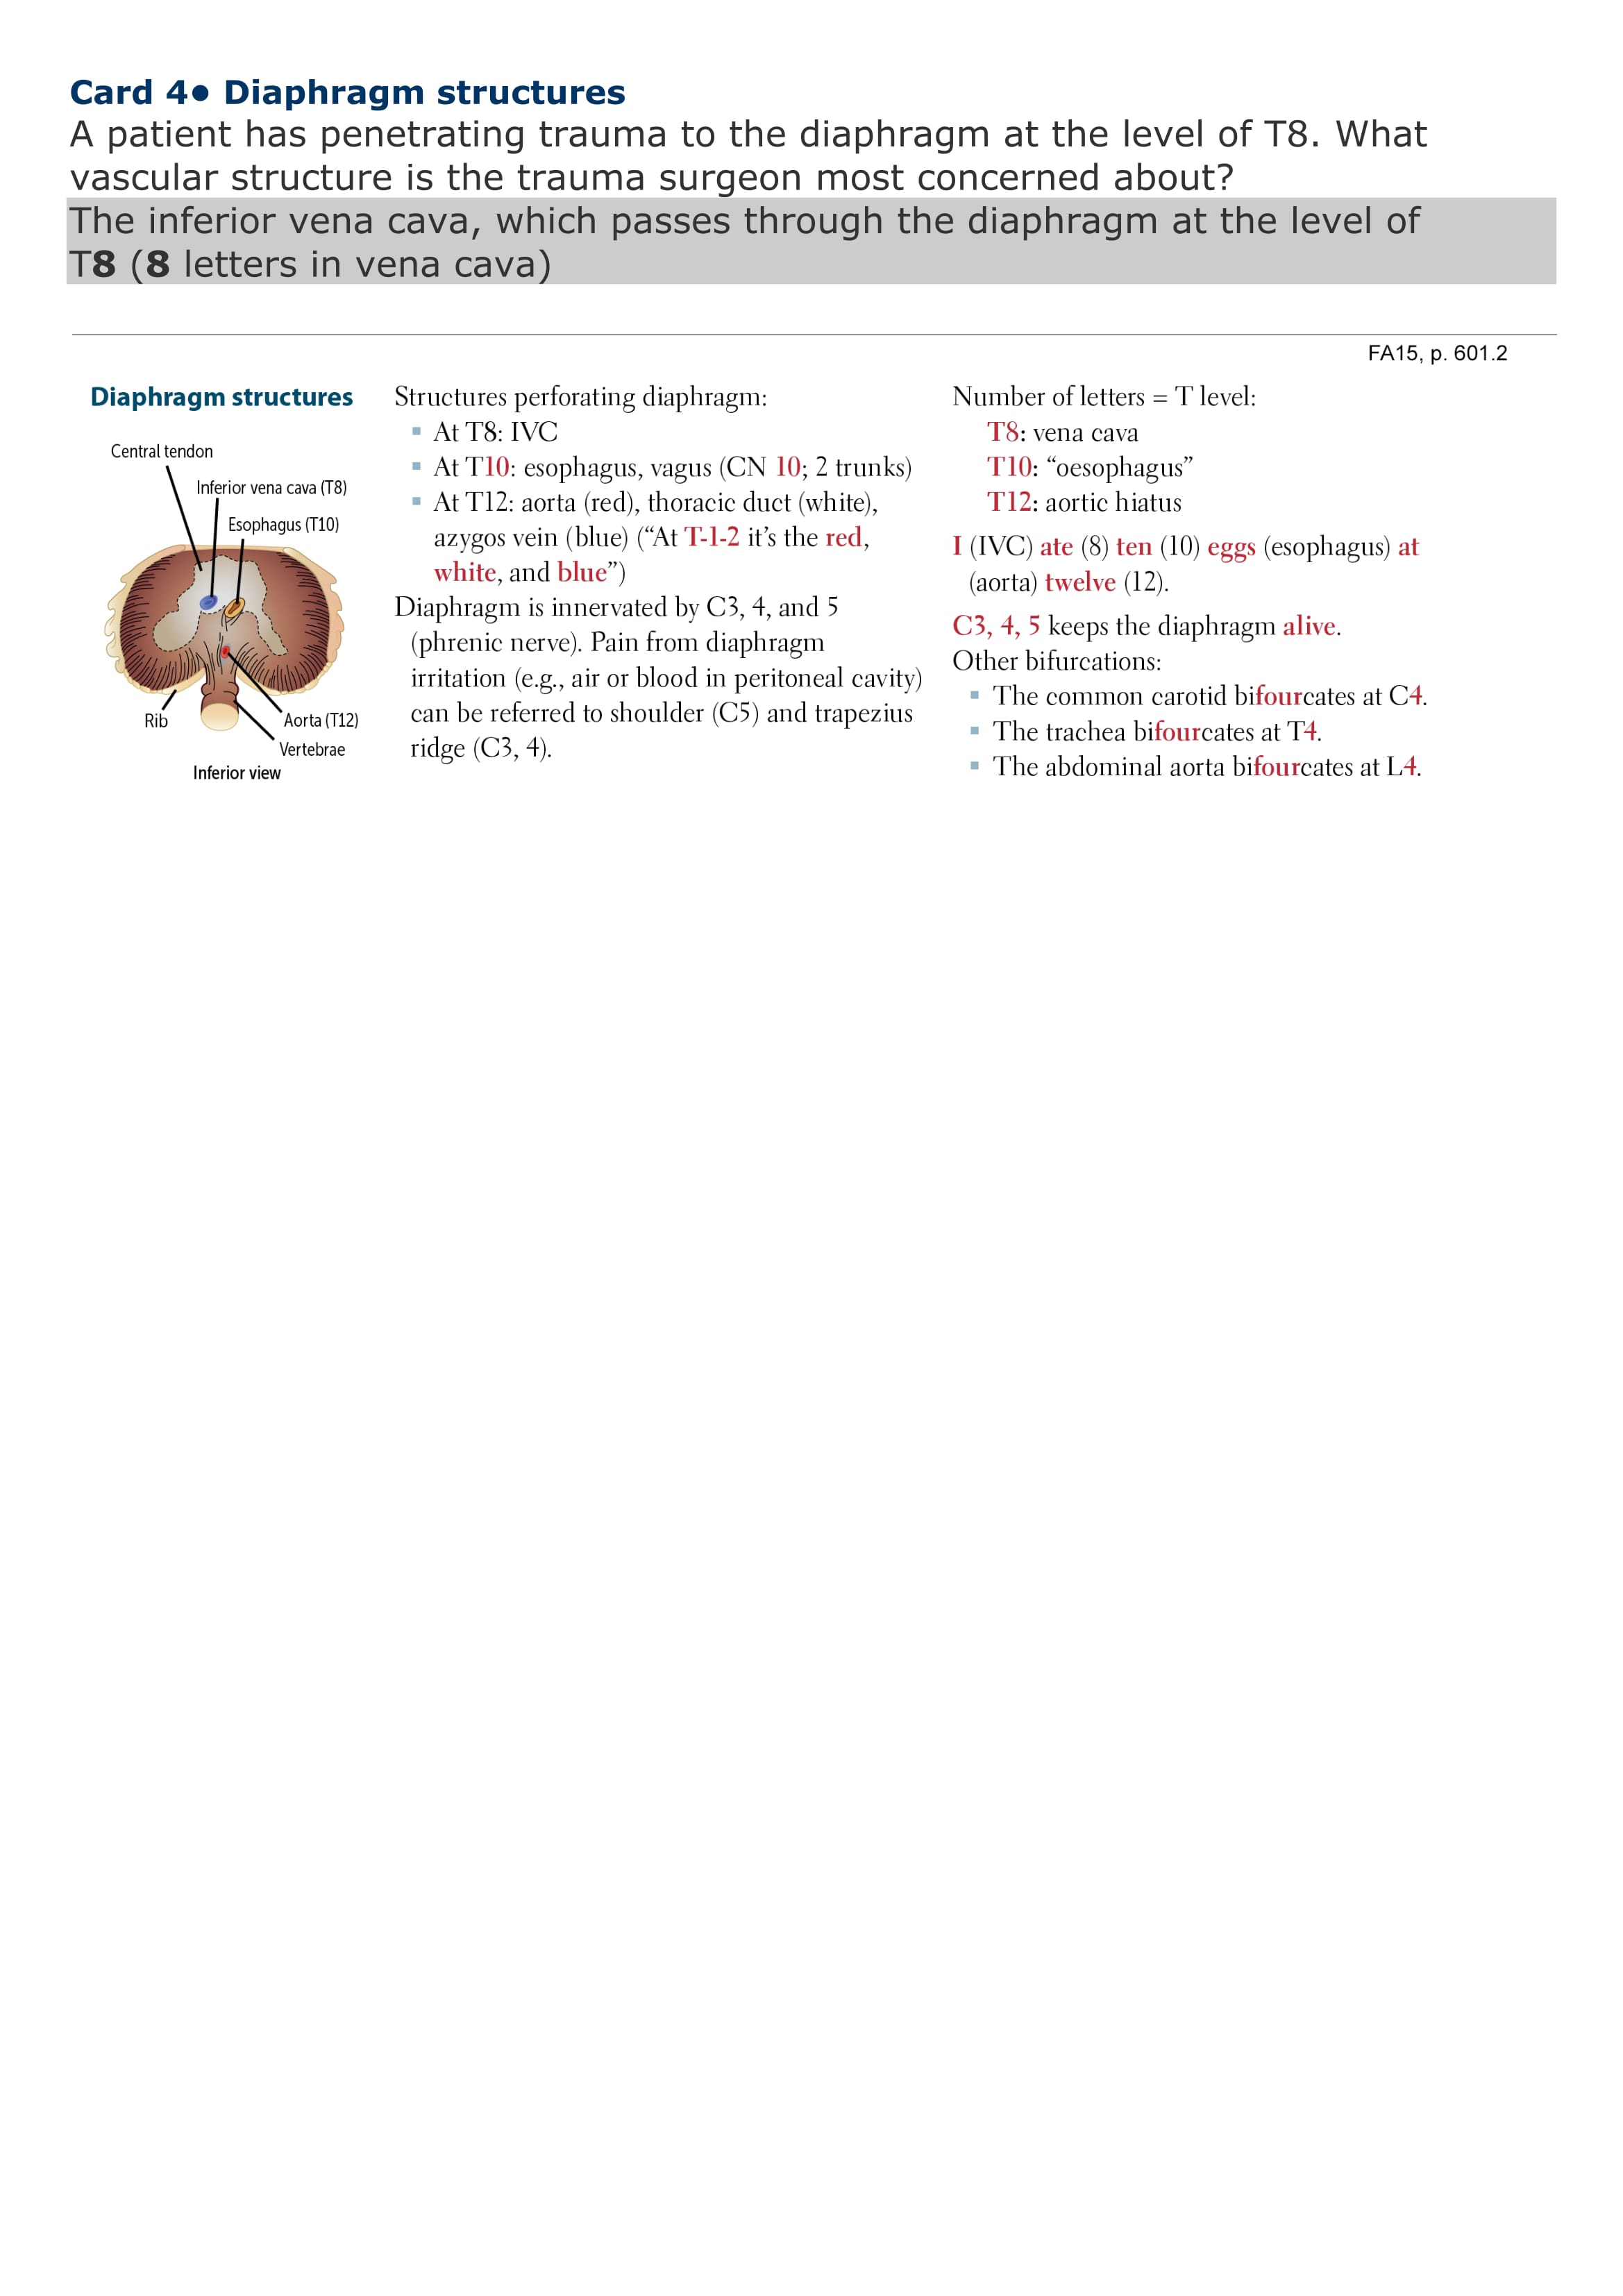 Card 4● Diaphragm structures
A patient has penetrating trauma to the diaphragm at the level of T8. What
vascular structure is the trauma surgeon most concerned about?
The inferior vena cava, which passes through the diaphragm at the level of
T8 (8 letters in vena cava)
FA15, p. 601.2
Diaphragm structures
Central tendon
Inferior vena cava (T8)
Esophagus (T10)
Rib
Aorta (T12)
Vertebrae
Inferior view
Structures perforating diaphragm:
▪ At T8: IVC
▪ At T10: esophagus, vagus (CN 10; 2 trunks)
▪ At T12: aorta (red), thoracic duct (white),
azygos vein (blue) (“At T-1-2 it’s the red,
white, and blue”)
Diaphragm is innervated by C3, 4, and 5
(phrenic nerve). Pain from diaphragm
irritation (e.g., air or blood in peritoneal cavity)
can be referred to shoulder (C5) and trapezius
ridge (C3, 4).
Number of letters = T level:
T8: vena cava
T10: “oesophagus”
T12: aortic hiatus
I (IVC) ate (8) ten (10) eggs (esophagus) at
(aorta) twelve (12).
C3, 4, 5 keeps the diaphragm alive.
Other bifurcations:
▪ The common carotid bifourcates at C4.
▪ The trachea bifourcates at T4.
▪ The abdominal aorta bifourcates at L4.